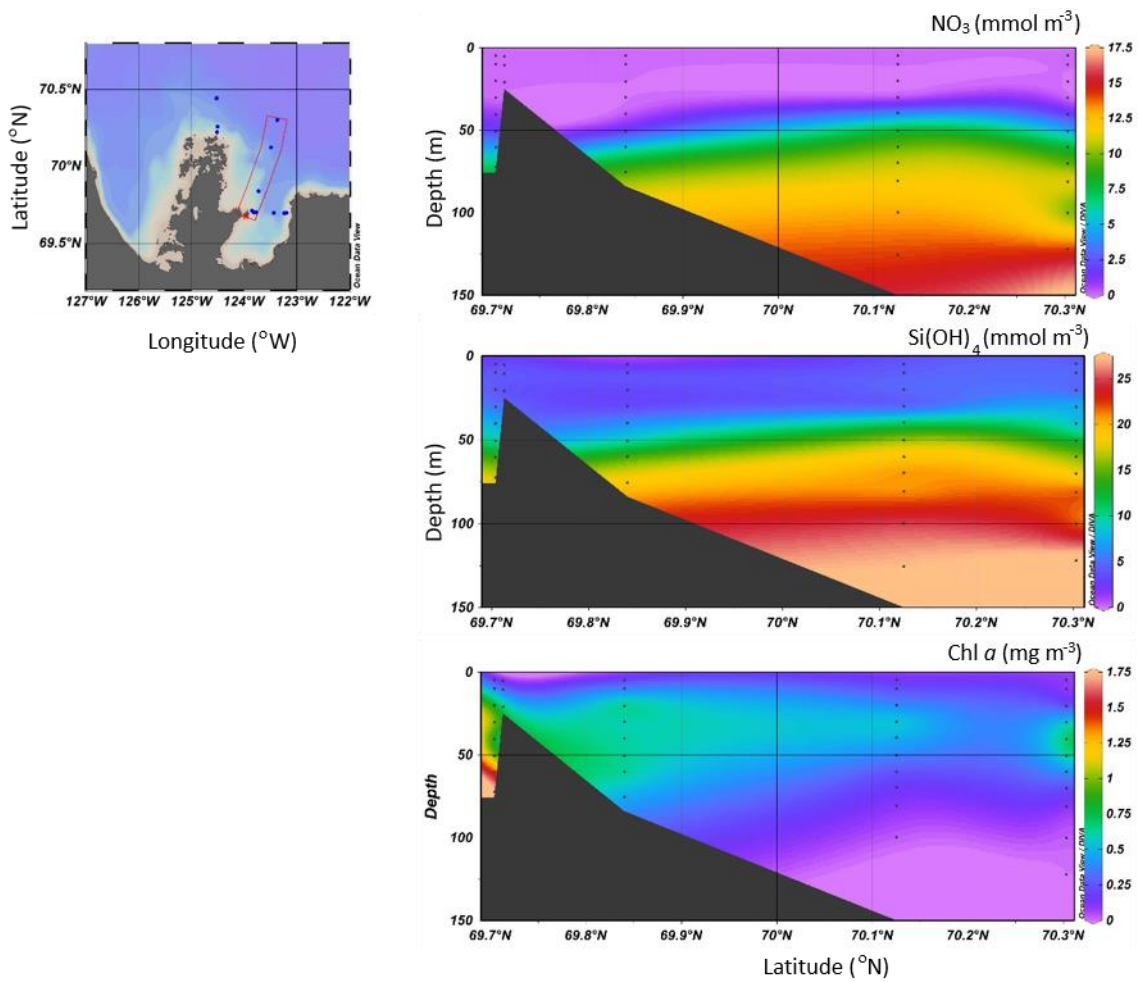 70.5°N
70°N
69.5°N
Latitude (°N)
127°W 126°W 125°W 124°W 123°W 122°W
Ocean Data View
Longitude (°W)
NO3 (mmol m-3)
0
50
100
150
Depth (m)
69.7°N 69.8°N 69.9°N 70°N 70.1°N 70.2°N 70.3°N
17.5
15
12.5
10
7.5
5
2.5
0
Ocean Data View / DIVA
Si(OH)4 (mmol m-3)
0
50
100
150
Depth (m)
69.7°N 69.8°N 69.9°N 70°N 70.1°N 70.2°N 70.3°N
25
20
15
10
5
0
Ocean Data View / DIVA
Chl a (mg m-3)
0
50
100
150
Depth
69.7°N 69.8°N 69.9°N 70°N 70.1°N 70.2°N 70.3°N
1.75
1.5
1.25
1
0.75
0.5
0.25
0
Ocean Data View / DIVA
Latitude (°N)